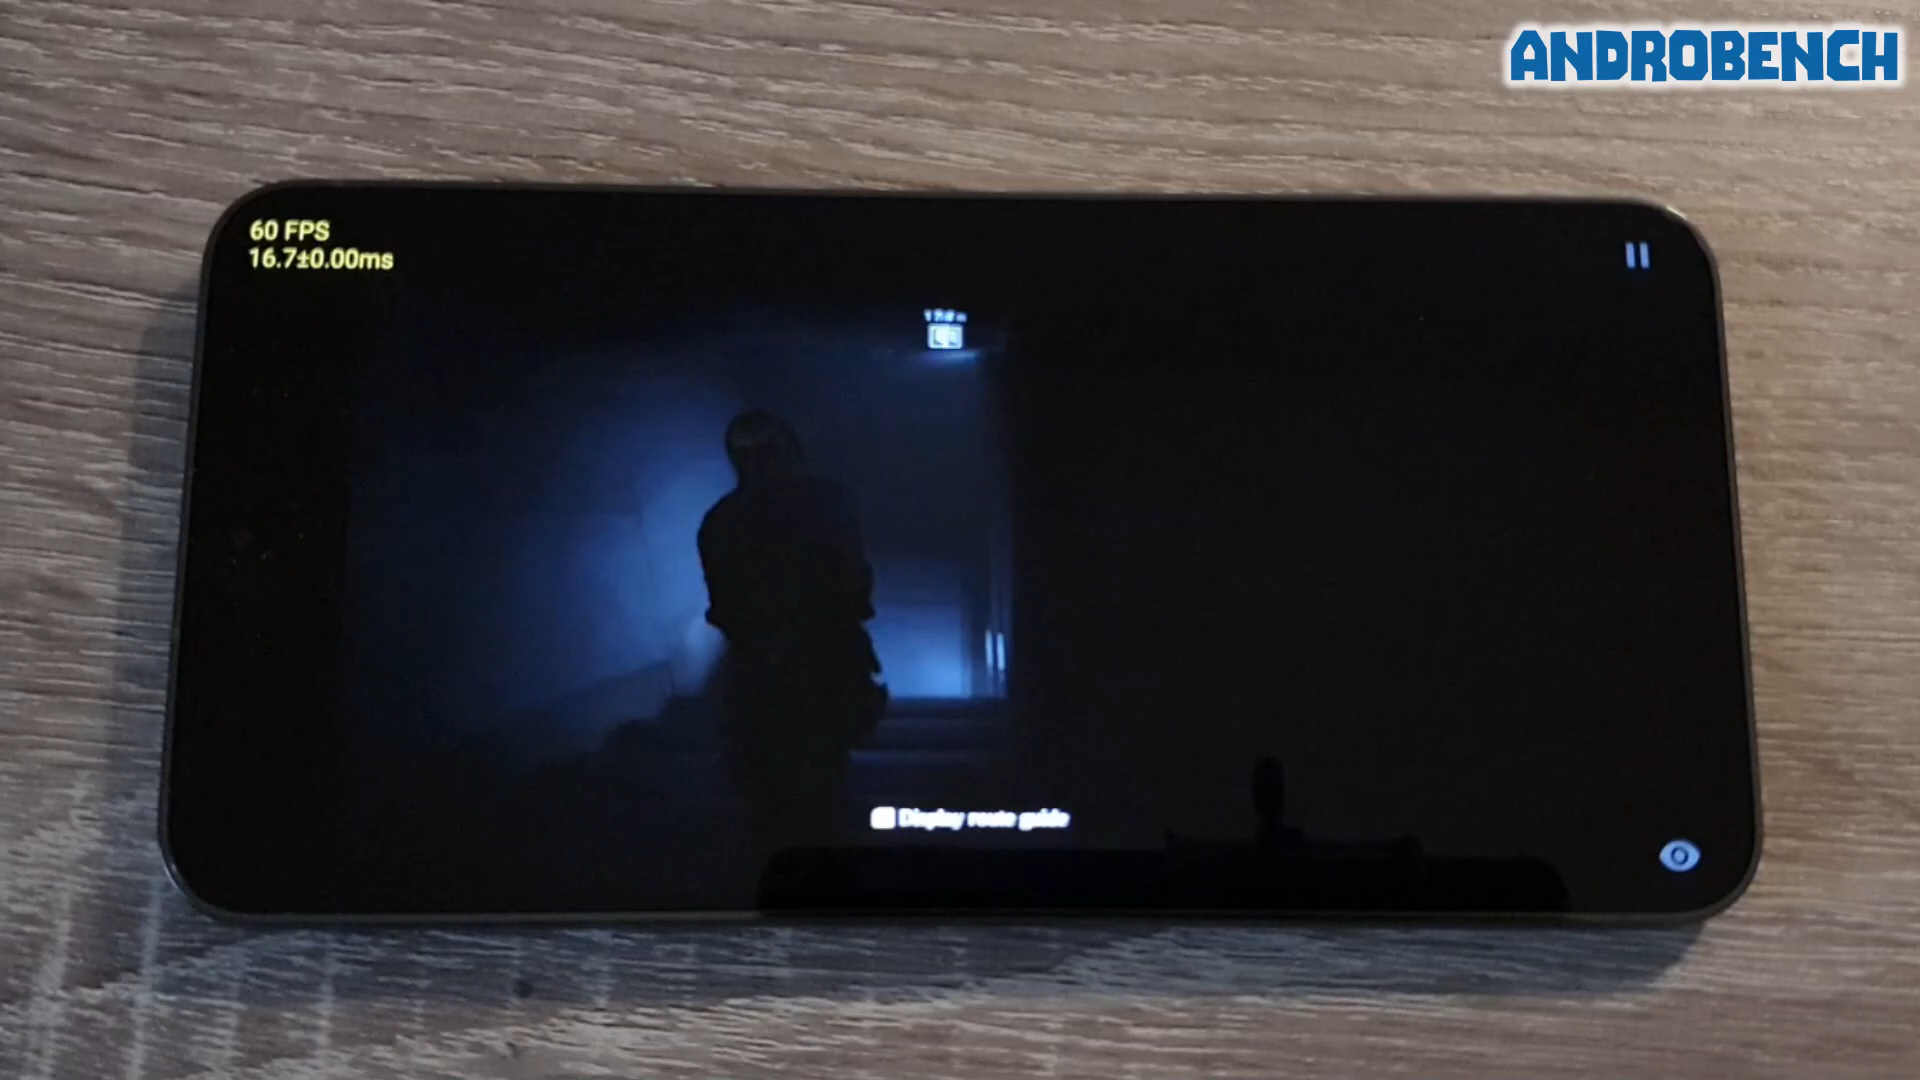 ANDROBENCH
60 FPS
16.7±0.00ms
Display route guide